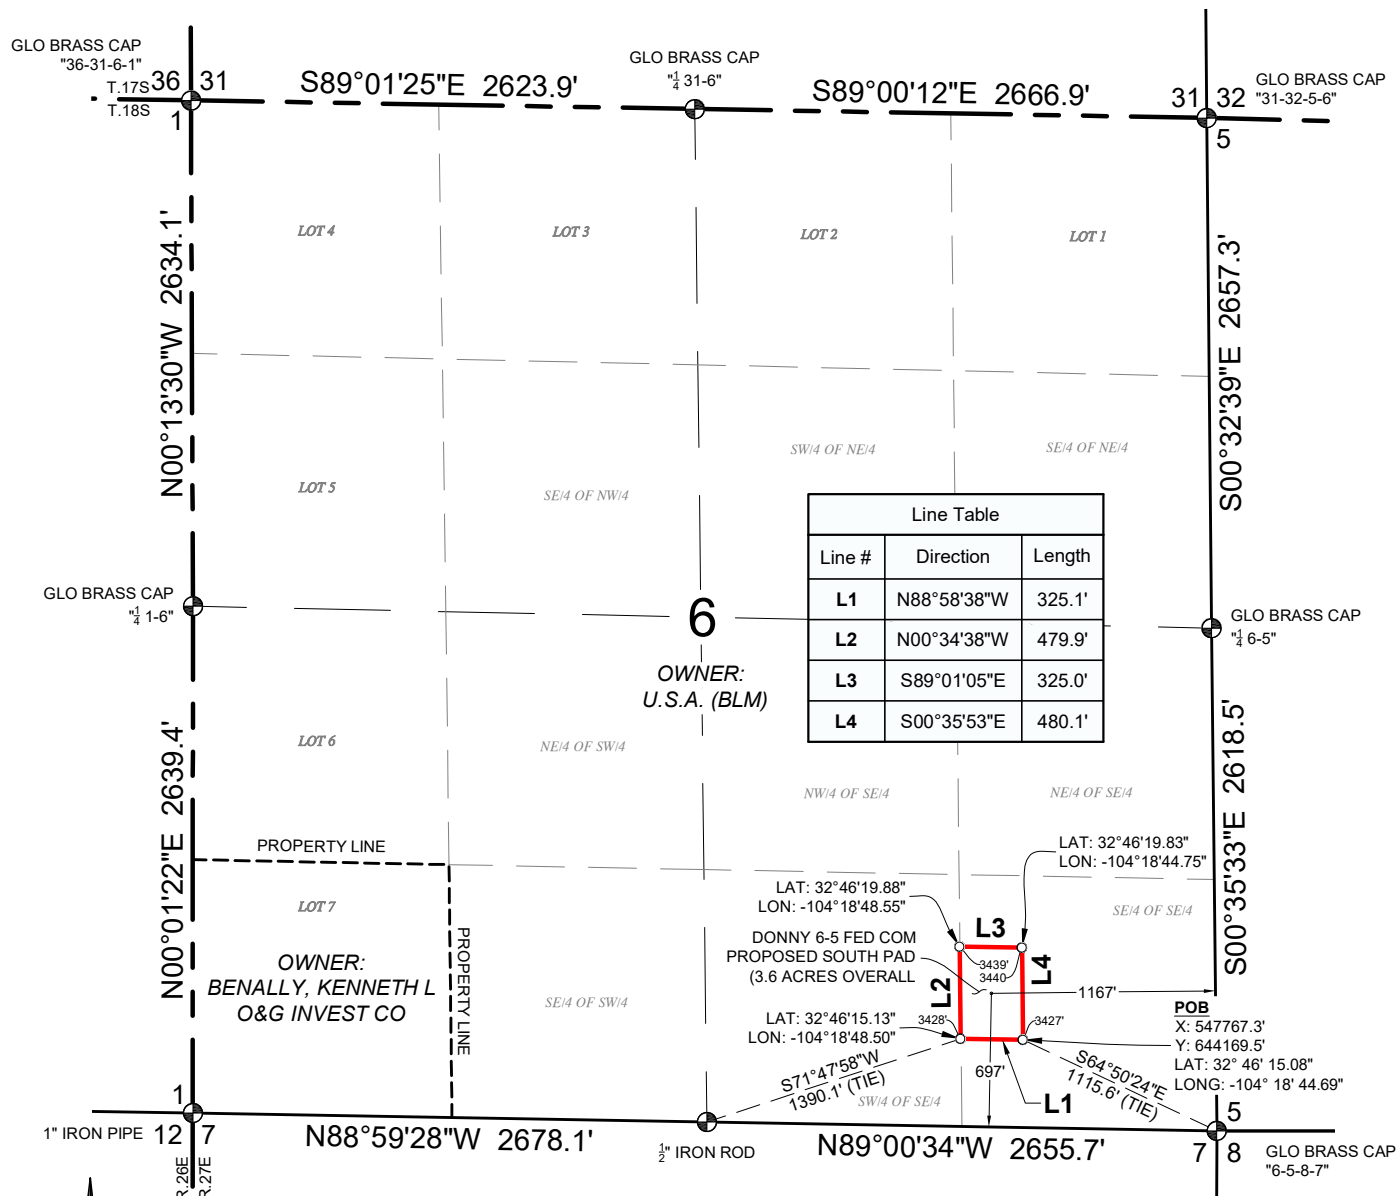 GLO BRASS CAP
"36-31-6-1"
T.17S
T.18S
36 31
1
S89°01'25"E 2623.9'
GLO BRASS CAP
"1/4 31-6"
S89°00'12"E 2666.9'
31 32
5
GLO BRASS CAP
"31-32-5-6"
N00°13'30"W 2634.1'
LOT 4
LOT 3
LOT 2
LOT 1
S00°32'39"E 2657.3'
LOT 5
SE/4 OF NW/4
SW/4 OF NE/4
SE/4 OF NE/4
Line Table
Line # Direction Length
L1 N88°58'38"W 325.1'
L2 N00°34'38"W 479.9'
L3 S89°01'05"E 325.0'
L4 S00°35'53"E 480.1'
GLO BRASS CAP
"1/4 1-6"
6
OWNER:
U.S.A. (BLM)
GLO BRASS CAP
"1/4 6-5"
N00°01'22"E 2639.4'
LOT 6
NE/4 OF SW/4
NW/4 OF SE/4
NE/4 OF SE/4
S00°35'33"E 2618.5'
PROPERTY LINE
LOT 7
OWNER:
BENALLY, KENNETH L
O&G INVEST CO
PROPERTY LINE
SE/4 OF SW/4
LAT: 32°46'19.88"
LON: -104°18'48.55"
LAT: 32°46'19.83"
LON: -104°18'44.75"
SE/4 OF SE/4
DONNY 6-5 FED COM
PROPOSED SOUTH PAD
(3.6 ACRES OVERALL
L3
3439'
3440'
L2
L4
1167'
LAT: 32°46'15.13"
LON: -104°18'48.50"
3428'
3427'
POB
X: 547767.3'
Y: 644169.5'
LAT: 32° 46' 15.08"
LONG: -104° 18' 44.69"
S71°47'58"W
1390.1' (TIE)
697'
S64°50'24"E
1115.6' (TIE)
SW/4 OF SE/4
L1
1
12 7
1" IRON PIPE
R.26E
R.27E
N88°59'28"W 2678.1'
1/2" IRON ROD
N89°00'34"W 2655.7'
5
7 8
GLO BRASS CAP
"6-5-8-7"